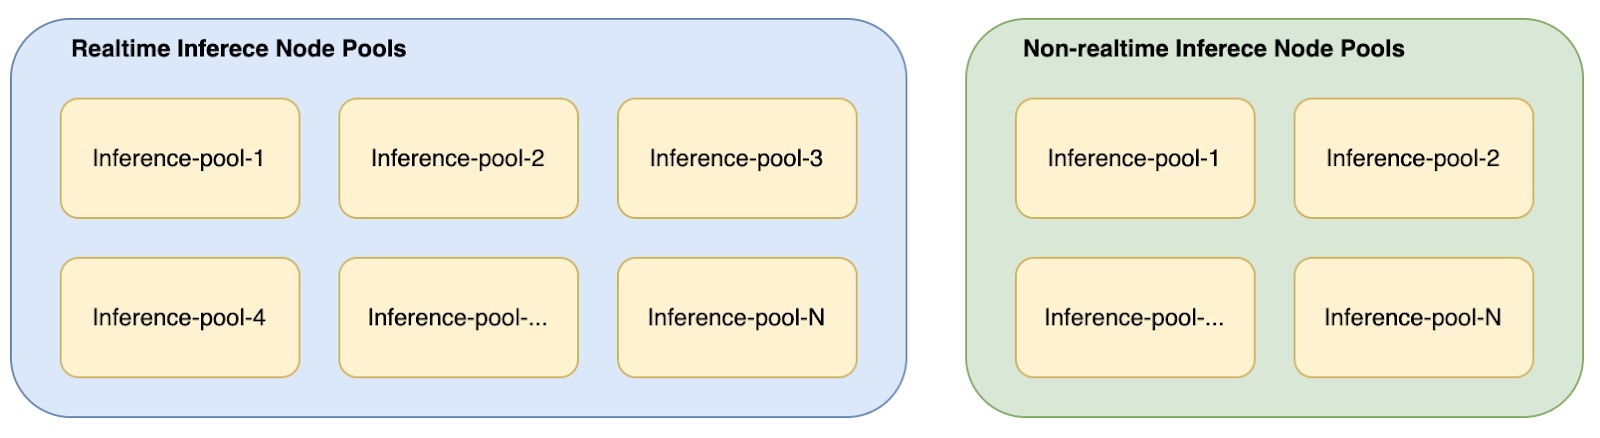 Realtime Inferece Node Pools
Inference-pool-1
Inference-pool-2
Inference-pool-3
Inference-pool-4
Inference-pool-...
Inference-pool-N
Non-realtime Inferece Node Pools
Inference-pool-1
Inference-pool-2
Inference-pool-...
Inference-pool-N